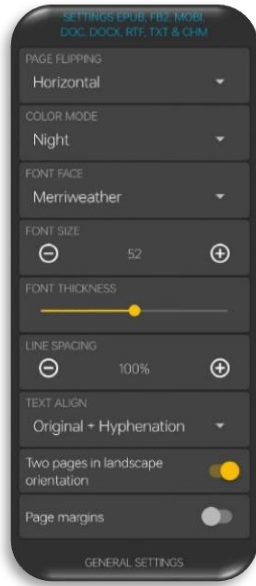 SETTINGS EPUB, FB2, MOBI,
DOC, DOCX, RTF, TXT & CHM
PAGE FLIPPING
Horizontal
COLOR MODE
Night
FONT FACE
Merriweather
FONT SIZE
52
FONT THICKNESS
LINE SPACING
100%
TEXT ALIGN
Original + Hyphenation
Two pages in landscape
orientation
Page margins
GENERAL SETTINGS